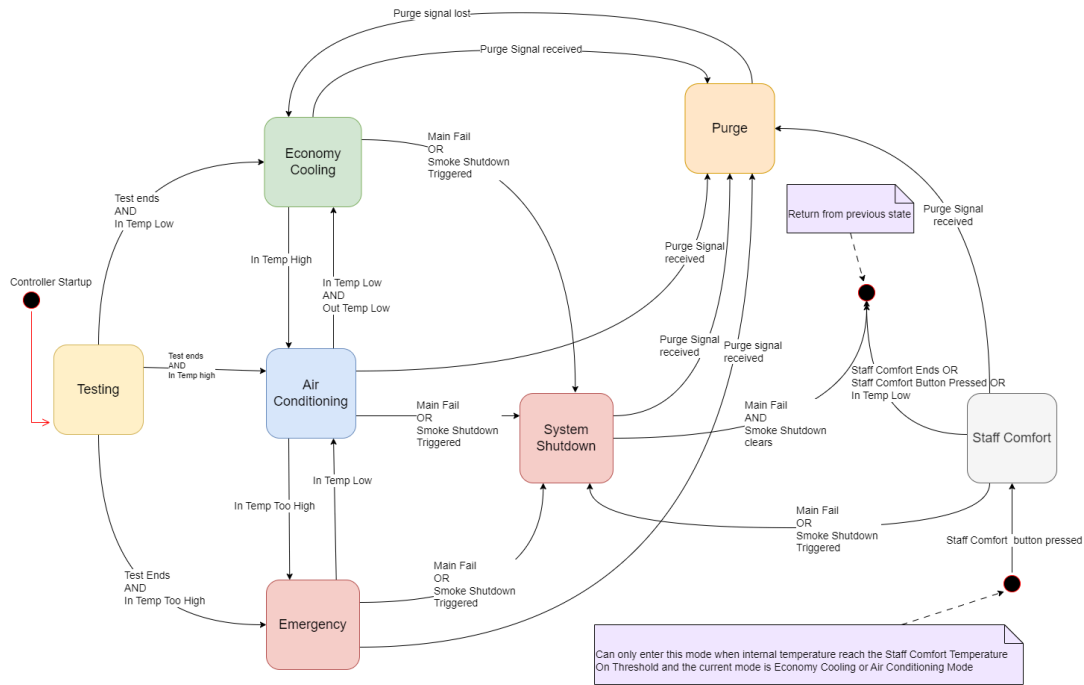 Purge signal lost
Purge Signal received
Purge
Economy
Cooling
Main Fail
OR
Smoke Shutdown
Triggered
Test ends
AND
In Temp Low
Return from previous state
Purge Signal
received
In Temp High
In Temp Low
AND
Out Temp Low
Purge Signal
received
Controller Startup
Testing
Test ends
AND
In Temp high
Air
Conditioning
Purge Signal
received
Purge signal
received
Staff Comfort Ends OR
Staff Comfort Button Pressed OR
In Temp Low
Main Fail
OR
Smoke Shutdown
Triggered
System
Shutdown
Main Fail
AND
Smoke Shutdown
clears
Staff Comfort
In Temp Too High
In Temp Low
Main Fail
OR
Smoke Shutdown
Triggered
Staff Comfort button pressed
Test Ends
AND
In Temp Too High
Main Fail
OR
Smoke Shutdown
Triggered
Emergency
Can only enter this mode when internal temperature reach the Staff Comfort Temperature
On Threshold and the current mode is Economy Cooling or Air Conditioning Mode